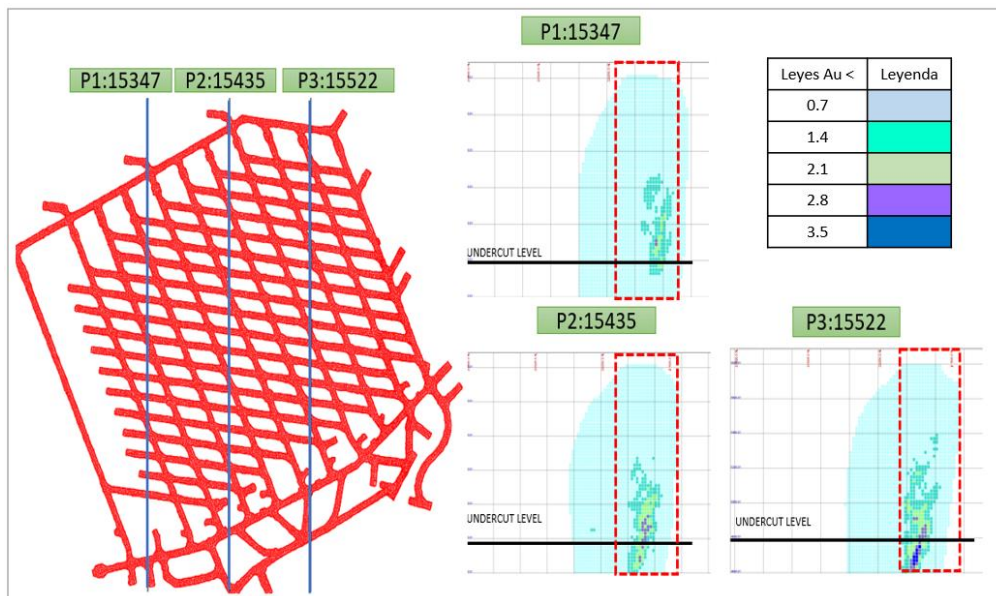 P1:15347
P1:15347 P2:15435 P3:15522
Leyes Au < Leyenda
0.7
1.4
2.1
2.8
3.5
UNDERCUT LEVEL
P2:15435 P3:15522
UNDERCUT LEVEL
UNDERCUT LEVEL